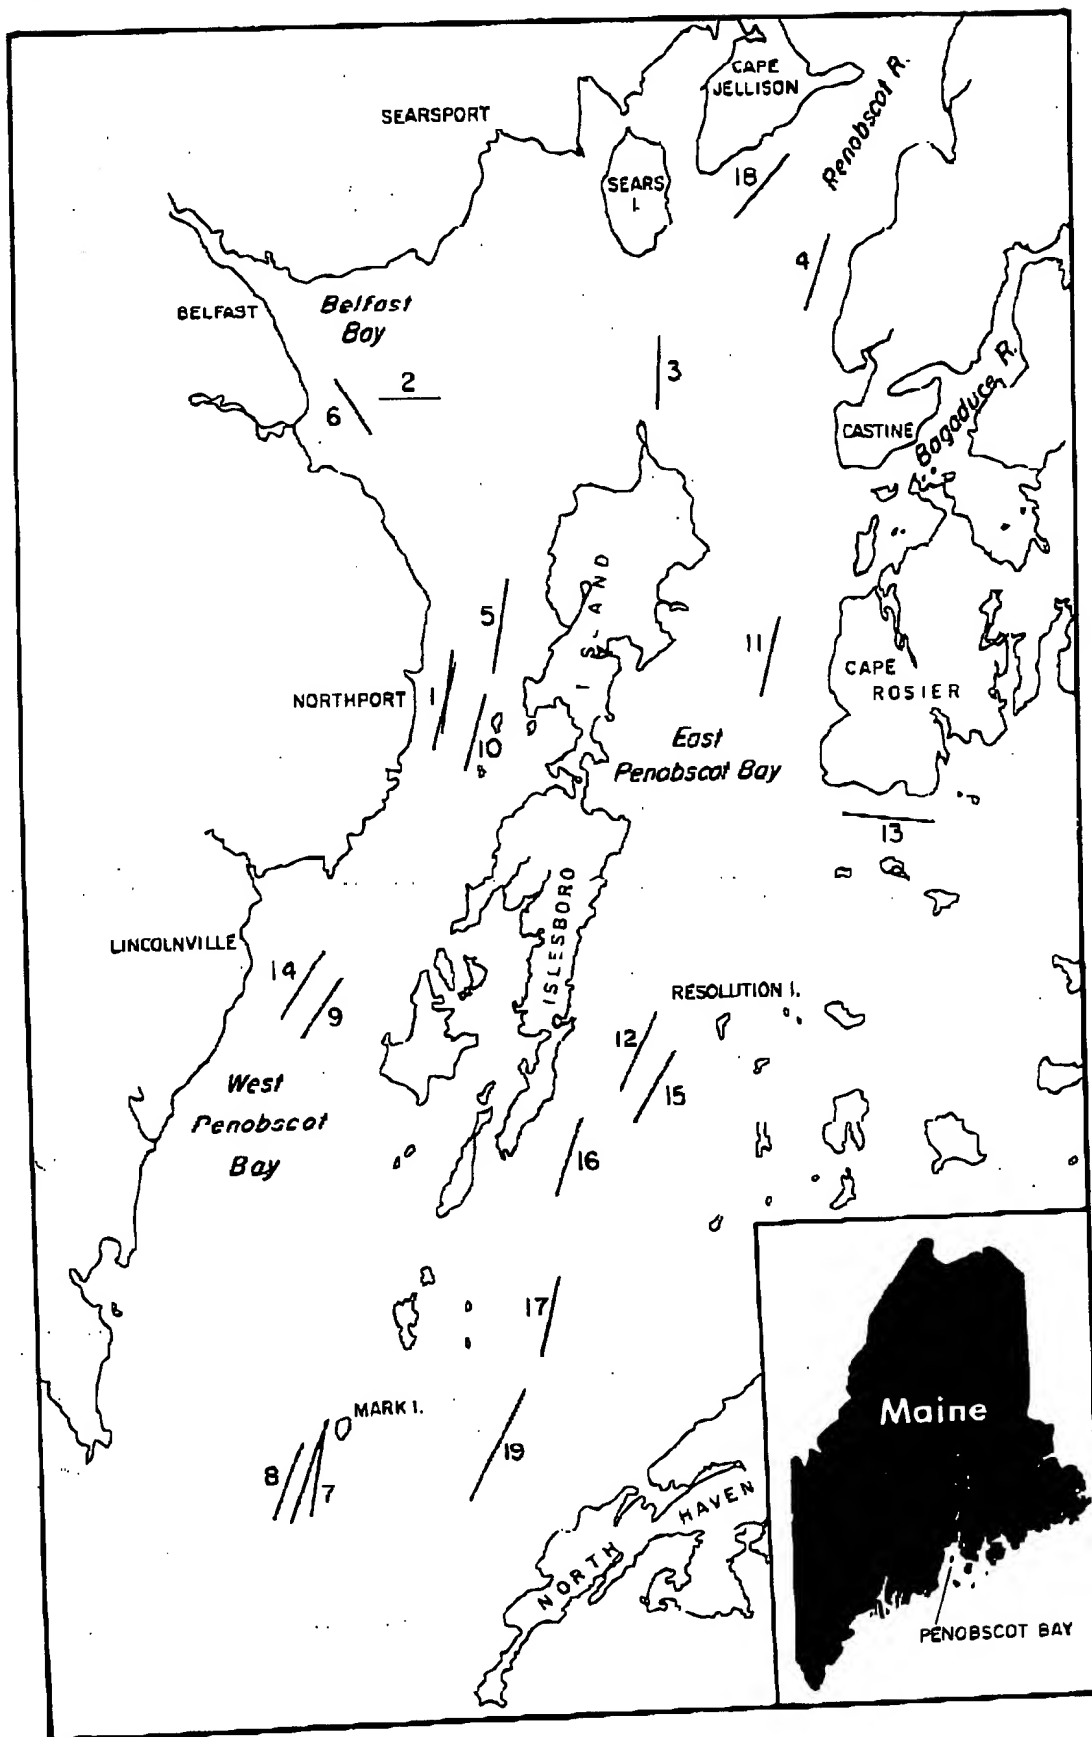 CAPE
JELLISON
Penobscot R.
SEARSPORT
SEARS
I.
18
4
BELFAST
Belfast
Bay
3
2
6
CASTINE
Bagaduce R.
5
ISLAND
11
CAPE
ROSIER
NORTHPORT
1
10
East
Penobscot Bay
13
ISLESBORO
LINCOLNVILLE
14
9
RESOLUTION I.
12
15
West
Penobscot
Bay
16
17
MARK I.
8
7
19
NORTH
HAVEN
Maine
PENOBSCOT BAY